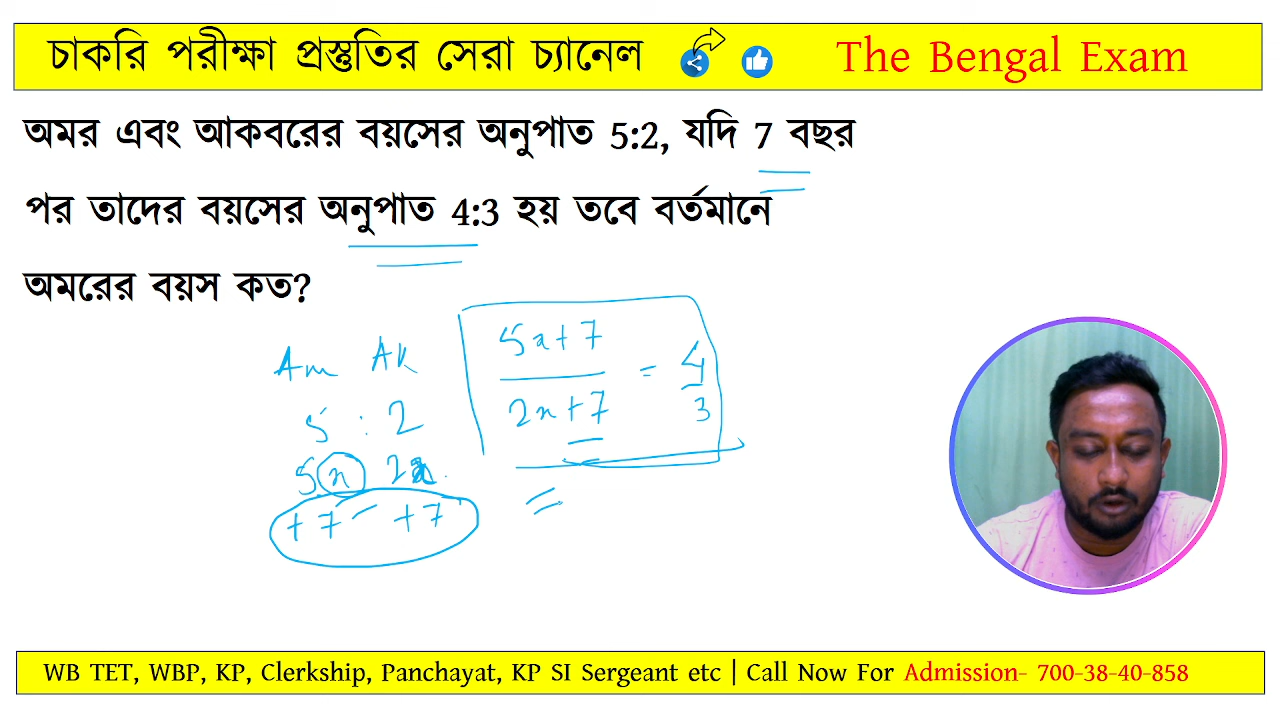 চাকরি পরীক্ষা প্রস্তুতির সেরা চ্যানেল The Bengal Exam
অমর এবং আকবরের বয়সের অনুপাত 5:2, যদি 7 বছর
পর তাদের বয়সের অনুপাত 4:3 হয় তবে বর্তমানে
অমরের বয়স কত?
Am AK
5 : 2
5x 2x
+7 +7
5x+7
2x+7
= 4
3
=
WB TET, WBP, KP, Clerkship, Panchayat, KP SI Sergeant etc | Call Now For Admission- 700-38-40-858